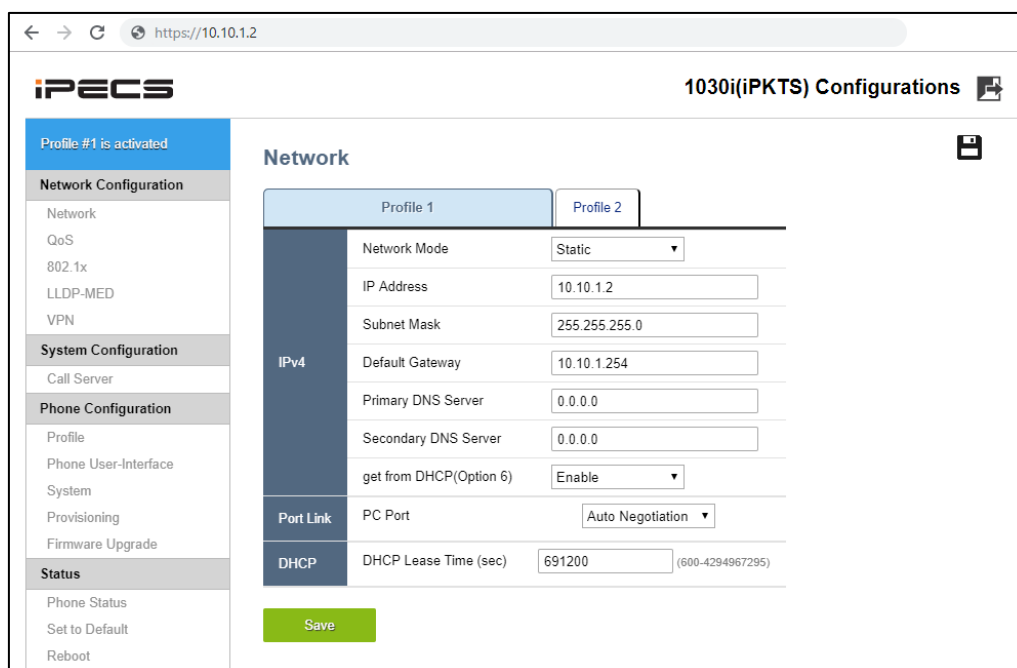 https://10.10.1.2
iPECS
1030i(iPKTS) Configurations
Profile #1 is activated
Network Configuration
Network
QoS
802.1x
LLDP-MED
VPN
System Configuration
Call Server
Phone Configuration
Profile
Phone User-Interface
System
Provisioning
Firmware Upgrade
Status
Phone Status
Set to Default
Reboot
Network
Profile 1 Profile 2
IPv4
Network Mode Static
IP Address 10.10.1.2
Subnet Mask 255.255.255.0
Default Gateway 10.10.1.254
Primary DNS Server 0.0.0.0
Secondary DNS Server 0.0.0.0
get from DHCP(Option 6) Enable
Port Link PC Port Auto Negotiation
DHCP DHCP Lease Time (sec) 691200 (600-4294967295)
Save